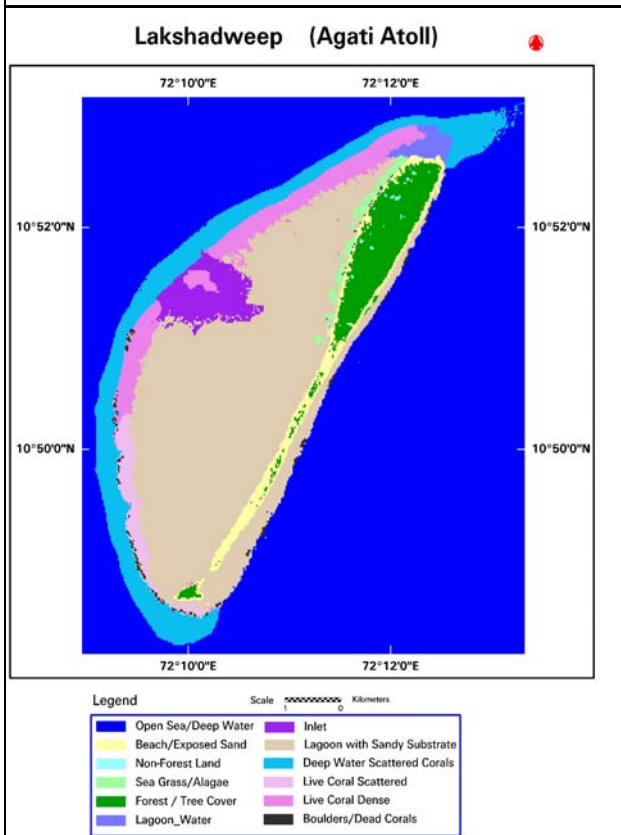 Lakshadweep (Agati Atoll)
72°10'0"E 72°12'0"E
10°52'0"N 10°52'0"N
10°50'0"N 10°50'0"N
72°10'0"E 72°12'0"E
Legend Scale Kilometers
1 0
Open Sea/Deep Water Inlet
Beach/Exposed Sand Lagoon with Sandy Substrate
Non-Forest Land Deep Water Scattered Corals
Sea Grass/Alagae Live Coral Scattered
Forest / Tree Cover Live Coral Dense
Lagoon_Water Boulders/Dead Corals